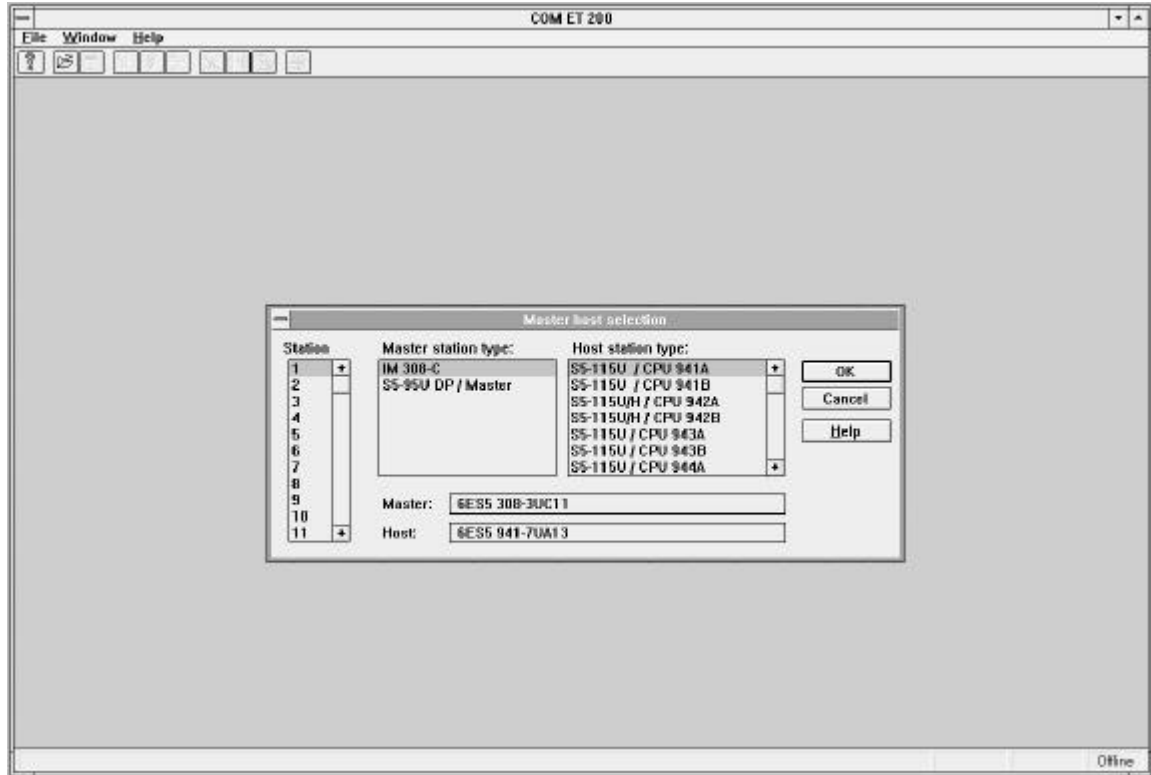 COM ET 200
File Window Help
Master host selection
Station
Master station type:
Host station type:
1
2
3
4
5
6
7
8
9
10
11
IM 308-C
S5-95U DP / Master
S5-115U / CPU 941A
S5-115U / CPU 941B
S5-115U/H / CPU 942A
S5-115U/H / CPU 942B
S5-115U / CPU 943A
S5-115U / CPU 943B
S5-115U / CPU 944A
OK
Cancel
Help
Master: 6ES5 308-3UC11
Host: 6ES5 941-7UA13
Offline